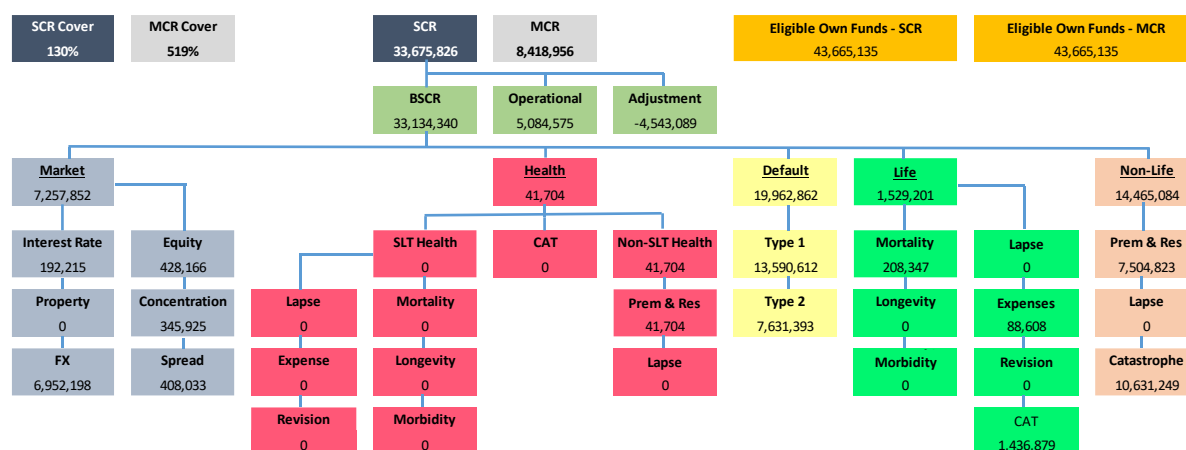 SCR Cover
130%
MCR Cover
519%
SCR
33,675,826
MCR
8,418,956
Eligible Own Funds - SCR
43,665,135
Eligible Own Funds - MCR
43,665,135
BSCR
33,134,340
Operational
5,084,575
Adjustment
-4,543,089
Market
7,257,852
Health
41,704
Default
19,962,862
Life
1,529,201
Non-Life
14,465,084
Interest Rate
192,215
Equity
428,166
SLT Health
0
CAT
0
Non-SLT Health
41,704
Type 1
13,590,612
Mortality
208,347
Lapse
0
Prem & Res
7,504,823
Property
0
Concentration
345,925
Lapse
0
Mortality
0
Prem & Res
41,704
Type 2
7,631,393
Longevity
0
Expenses
88,608
Lapse
0
FX
6,952,198
Spread
408,033
Expense
0
Longevity
0
Lapse
0
Morbidity
0
Revision
0
Catastrophe
10,631,249
Revision
0
Morbidity
0
CAT
1,436,879